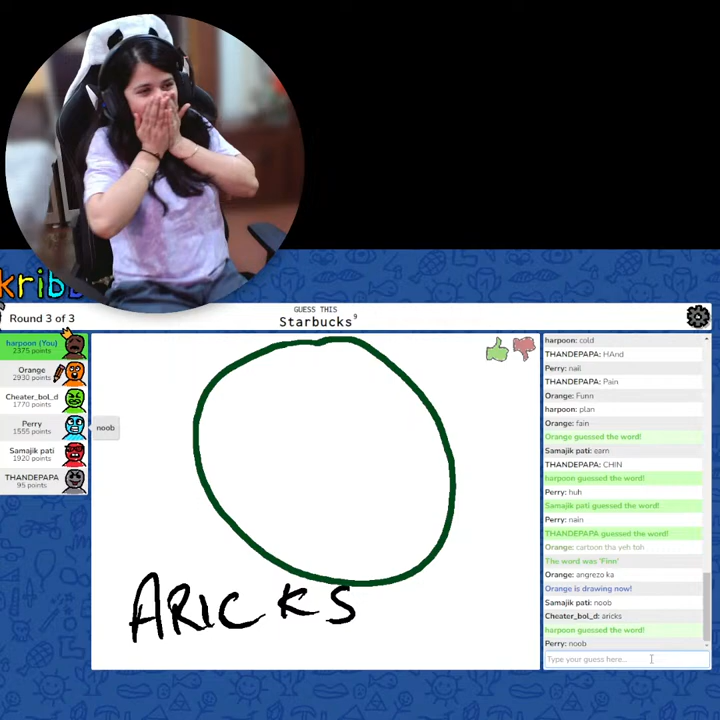 krib
Round 3 of 3
GUESS THIS
Starbucks 9
harpoon (You)
2375 points
Orange
2930 points
Cheater_bol_d
1770 points
Perry
1555 points
noob
Samajik pati
1920 points
THANDEPAPA
95 points
ARICKS
harpoon: cold
THANDEPAPA: HAnd
Perry: nail
THANDEPAPA: Pain
Orange: Funn
harpoon: plan
Orange: fain
Orange guessed the word!
Samajik pati: earn
THANDEPAPA: CHIN
harpoon guessed the word!
Perry: huh
Samajik pati guessed the word!
Perry: nain
THANDEPAPA guessed the word!
Orange: cartoon tha yeh toh
The word was 'Finn'
Orange: angrezo ka
Orange is drawing now!
Samajik pati: noob
Cheater_bol_d: aricks
harpoon guessed the word!
Perry: noob
Type your guess here...